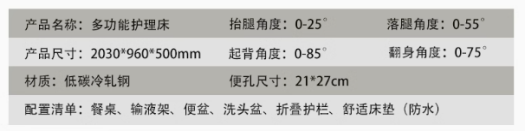 产品名称：多功能护理床 抬腿角度：0-25° 落腿角度：0-55°
产品尺寸：2030*960*500mm 起背角度：0-85° 翻身角度：0-75°
材质：低碳冷轧钢 便孔尺寸：21*27cm
配置清单：餐桌、输液架、便盆、洗头盆、折叠护栏、舒适床垫（防水）